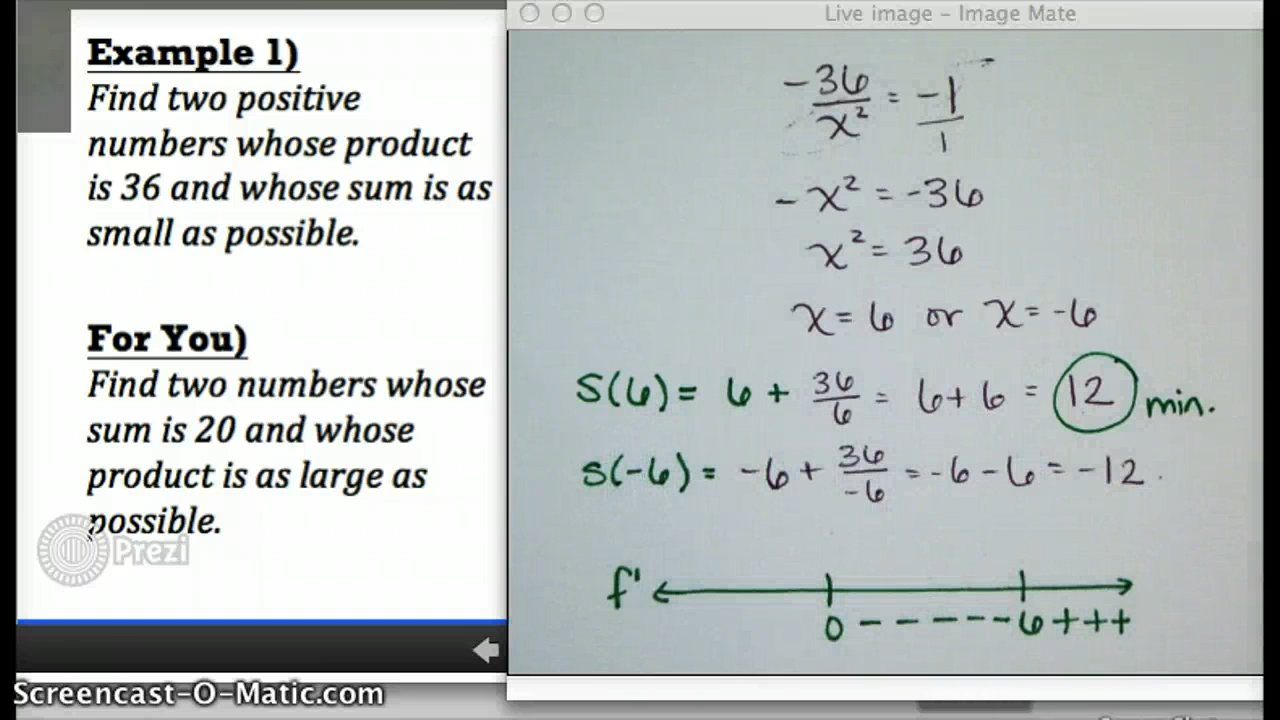 Live image - Image Mate
Example 1)
Find two positive
numbers whose product
is 36 and whose sum is as
small as possible.
For You)
Find two numbers whose
sum is 20 and whose
product is as large as
possible.
Prezi
-36/x² = -1/1
-x² = -36
x² = 36
x = 6 or x = -6
S(6) = 6 + 36/6 = 6 + 6 = 12 min.
S(-6) = -6 + 36/-6 = -6 - 6 = -12
f' 0 - - - - - 6 + + +
Screencast-O-Matic.com